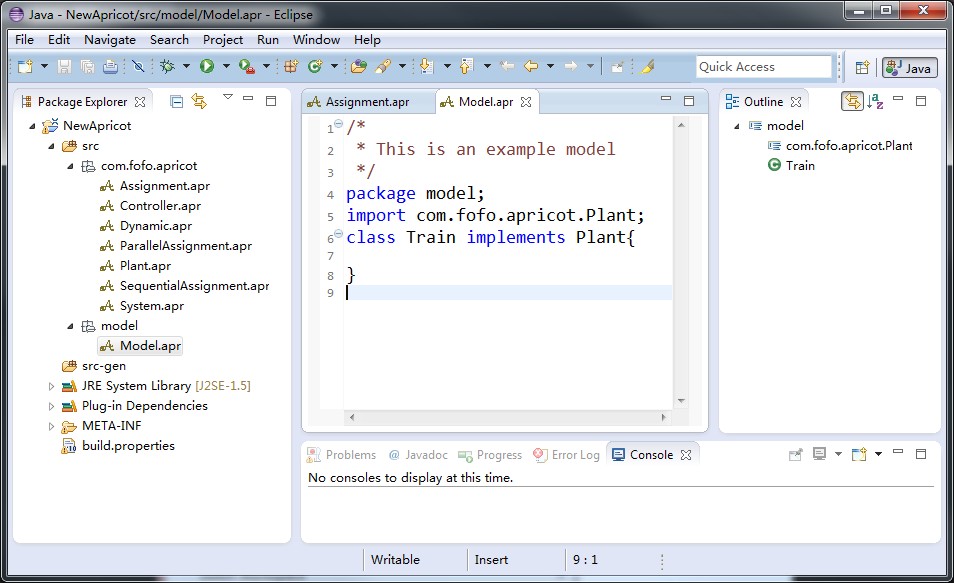 Java - NewApricot/src/model/Model.apr - Eclipse
File Edit Navigate Search Project Run Window Help
Quick Access
Java
Package Explorer
NewApricot
src
com.fofo.apricot
Assignment.apr
Controller.apr
Dynamic.apr
ParallelAssignment.apr
Plant.apr
SequentialAssignment.apr
System.apr
model
Model.apr
src-gen
JRE System Library [J2SE-1.5]
Plug-in Dependencies
META-INF
build.properties
Assignment.apr Model.apr
1 /*
2 * This is an example model
3 */
4 package model;
5 import com.fofo.apricot.Plant;
6 class Train implements Plant{
7
8 }
9
Outline
model
com.fofo.apricot.Plant
Train
Problems @ Javadoc Progress Error Log Console
No consoles to display at this time.
Writable Insert 9 : 1